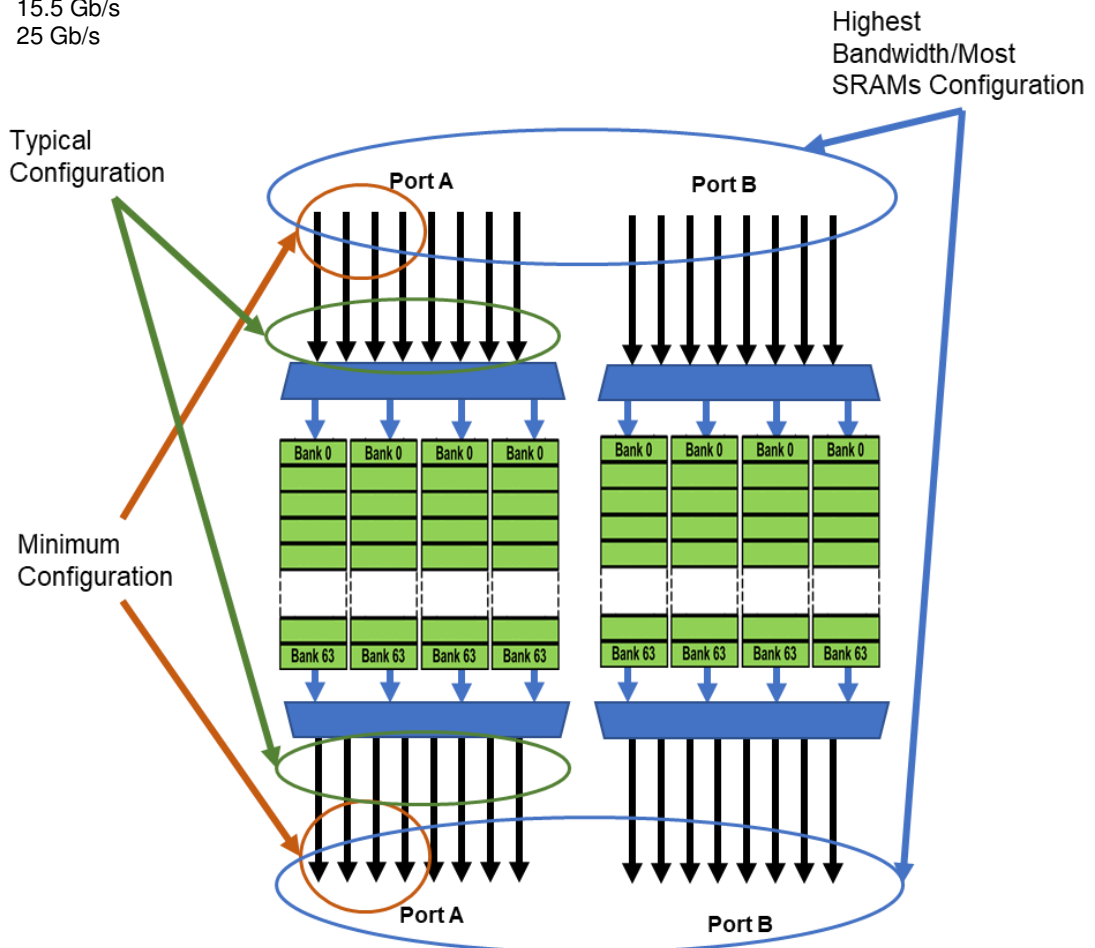 15.5 Gb/s
25 Gb/s
Highest
Bandwidth/Most
SRAMs Configuration
Typical
Configuration
Port A
Port B
Bank 0 Bank 0 Bank 0 Bank 0
Bank 0 Bank 0 Bank 0 Bank 0
Minimum
Configuration
Bank 63 Bank 63 Bank 63 Bank 63
Bank 63 Bank 63 Bank 63 Bank 63
Port A
Port B